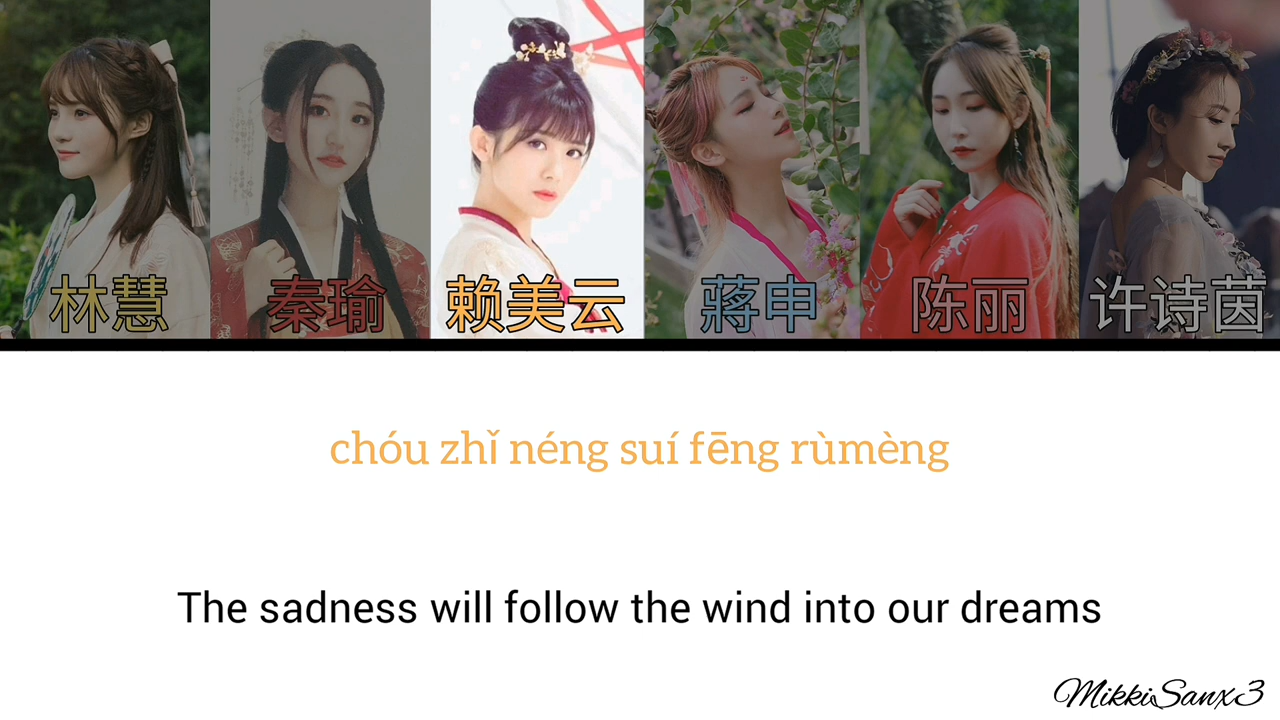 林慧 秦瑜 赖美云 蔣申 陈丽 许诗茵
chóu zhǐ néng suí fēng rùmèng
The sadness will follow the wind into our dreams
MikkiSanx3